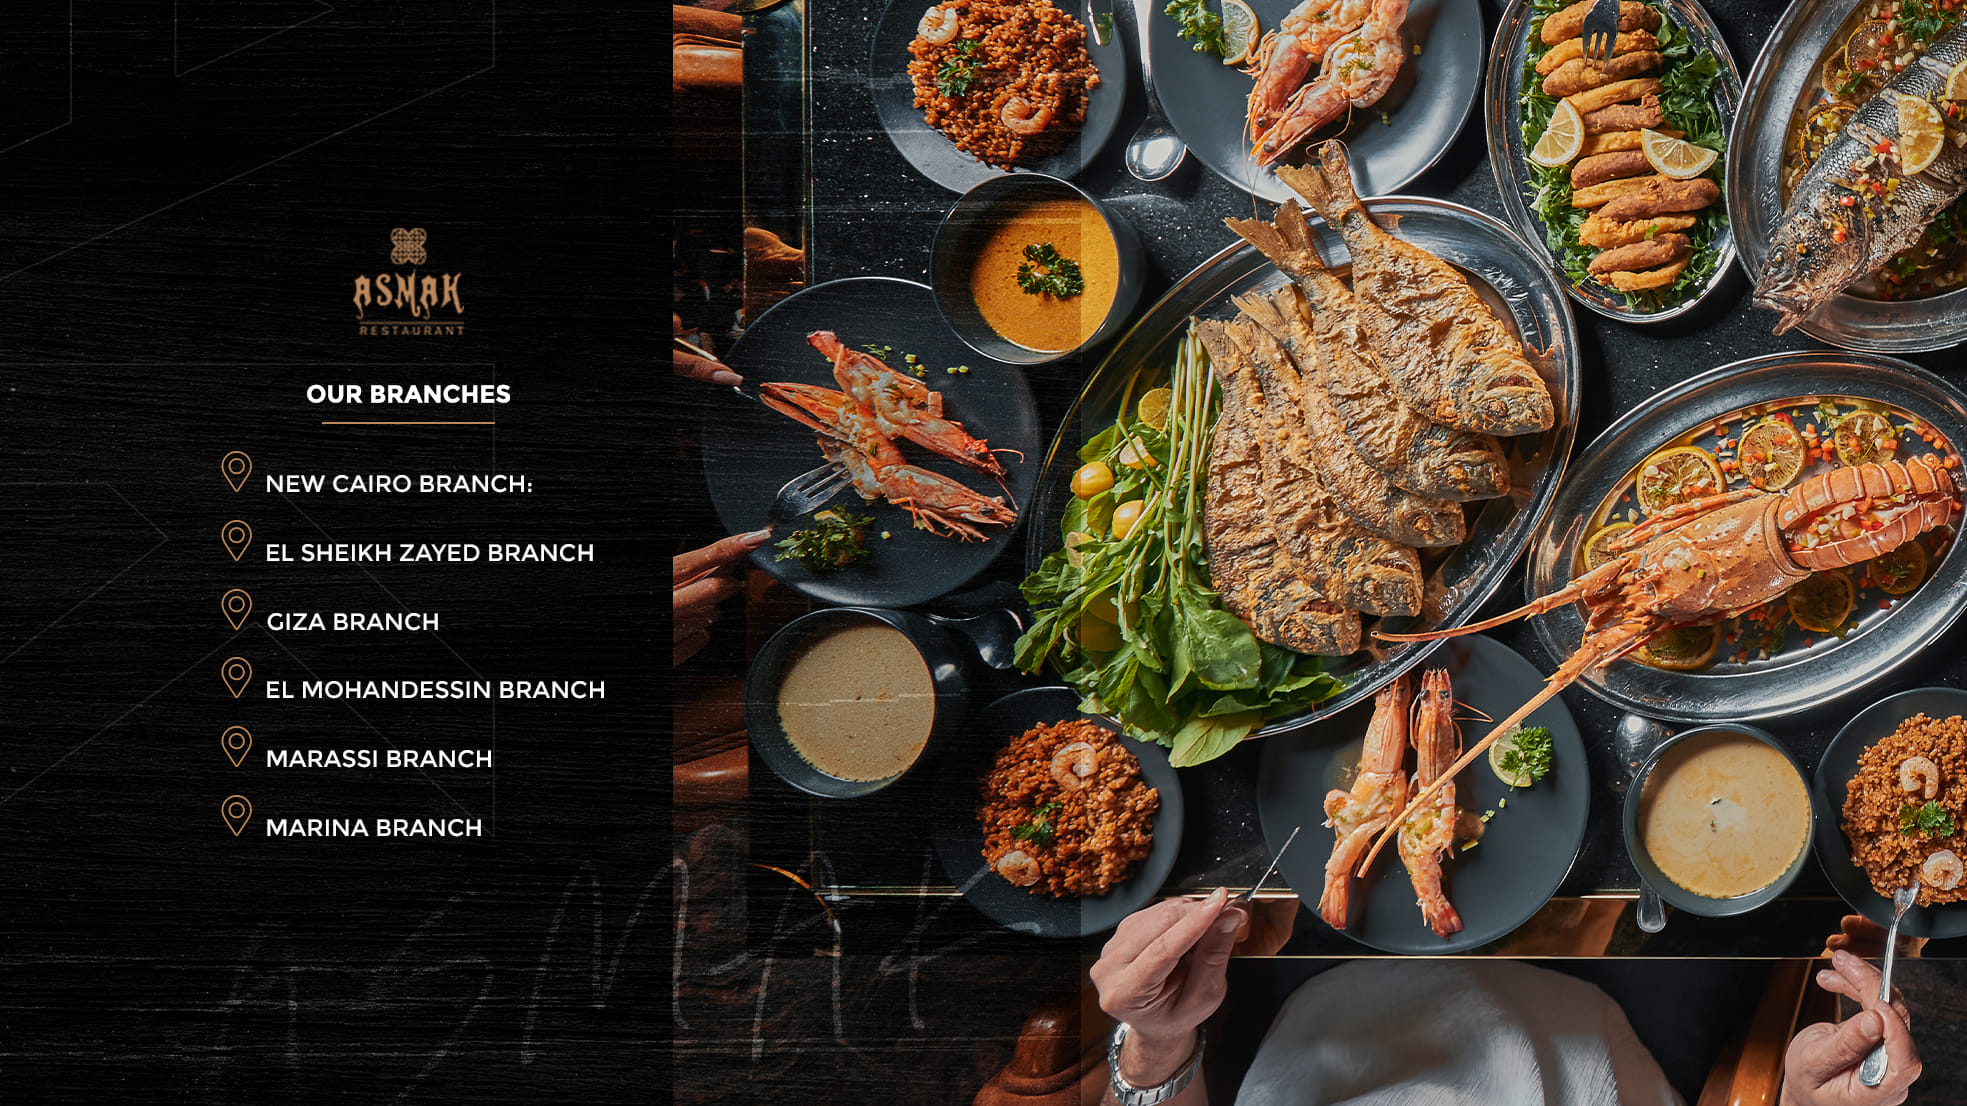 ASMAK
RESTAURANT
OUR BRANCHES
NEW CAIRO BRANCH:
EL SHEIKH ZAYED BRANCH
GIZA BRANCH
EL MOHANDESSIN BRANCH
MARASSI BRANCH
MARINA BRANCH
ASMAK